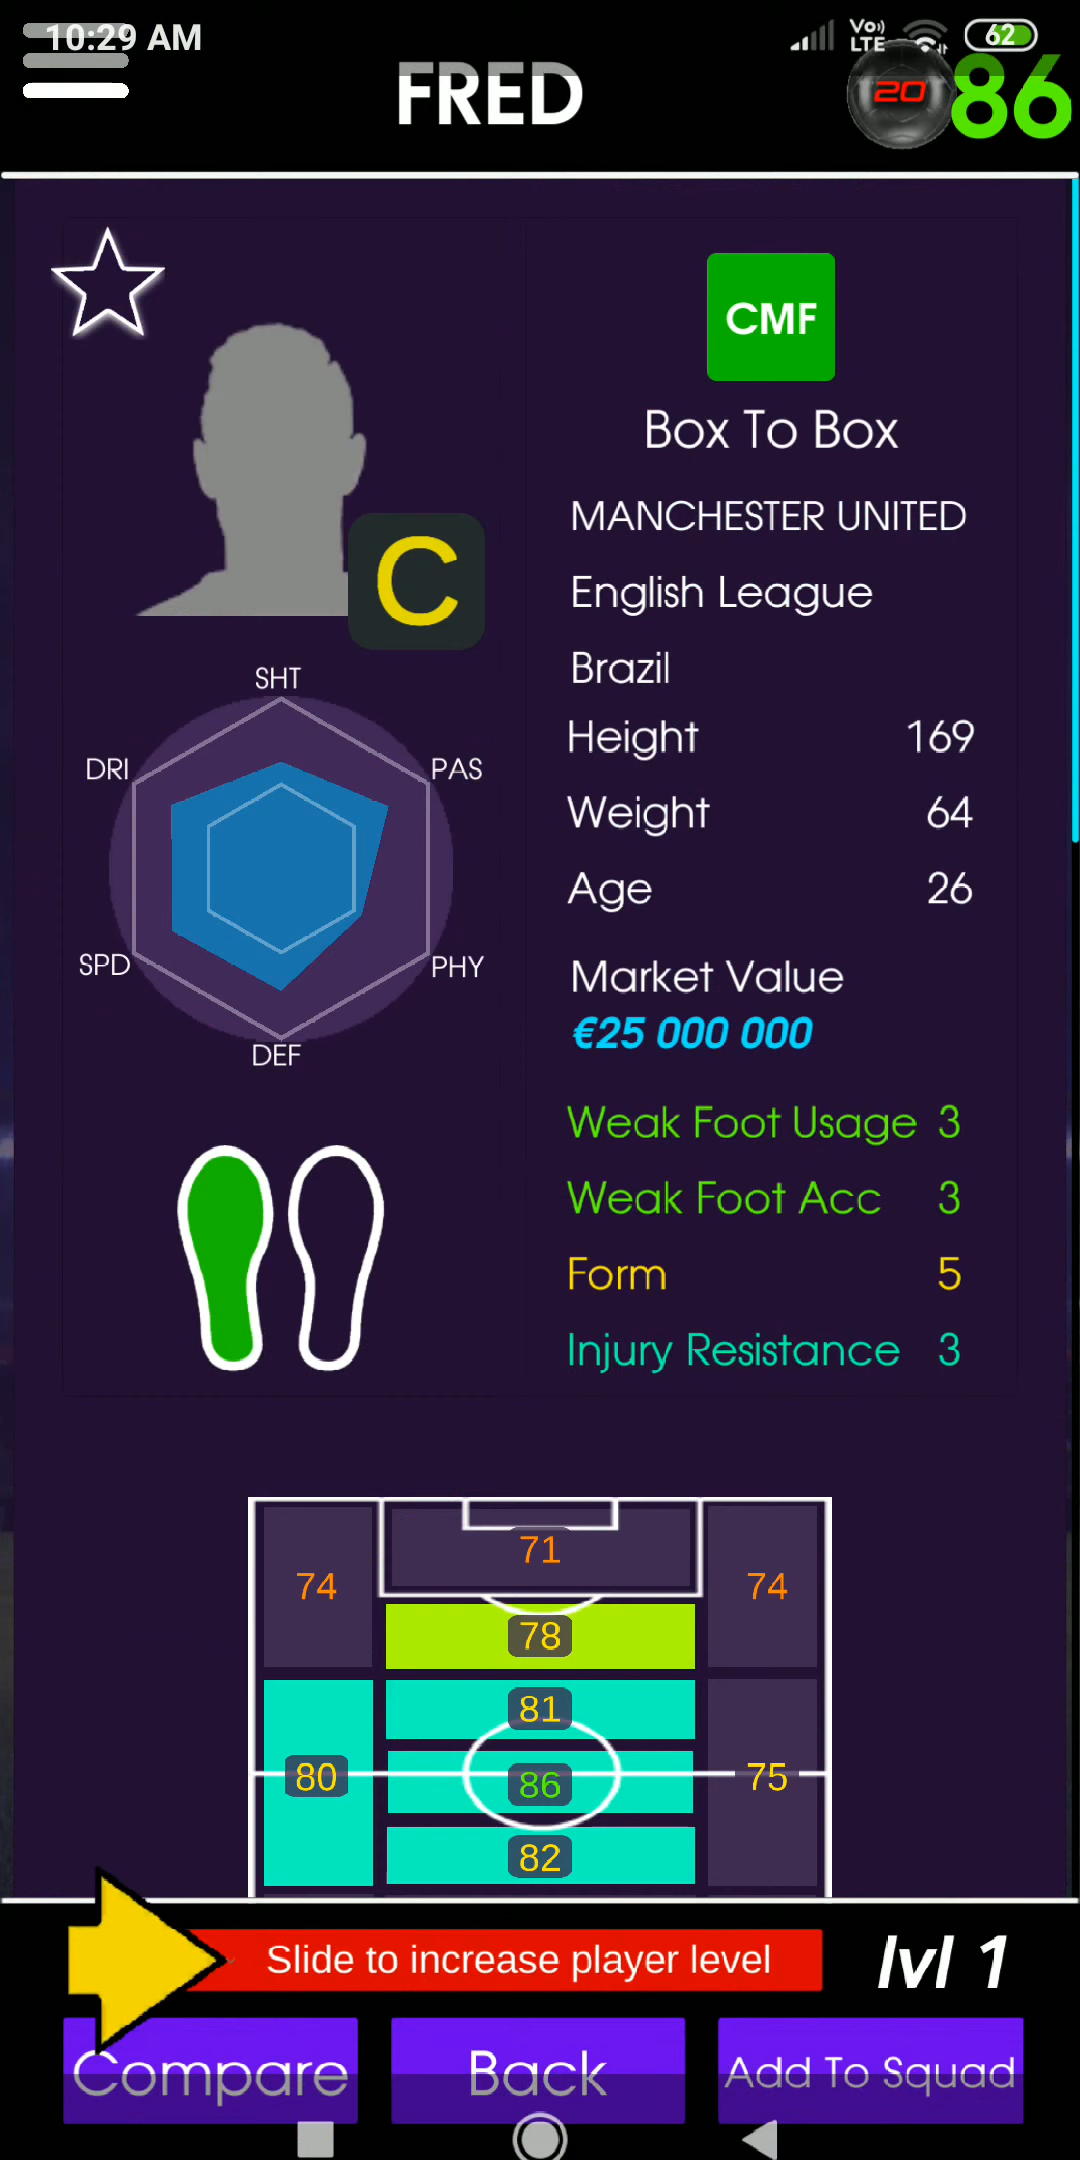 10:29 AM
Vo)) LTE
62
FRED
20
86
CMF
Box To Box
MANCHESTER UNITED
English League
Brazil
Height 169
Weight 64
Age 26
Market Value
€25 000 000
Weak Foot Usage 3
Weak Foot Acc 3
Form 5
Injury Resistance 3
C
SHT
DRI
PAS
SPD
PHY
DEF
71
74
74
78
81
80
86
75
82
Slide to increase player level
lvl 1
Compare
Back
Add To Squad